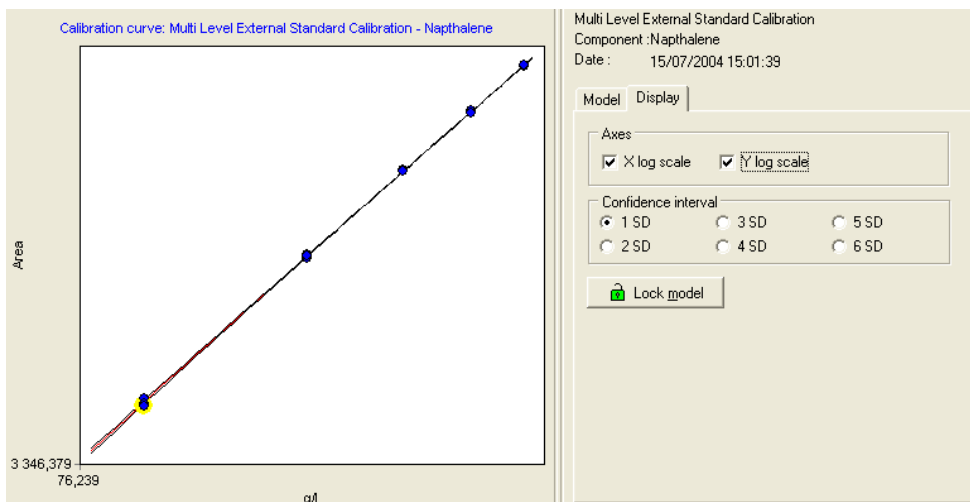 Calibration curve: Multi Level External Standard Calibration - Napthalene
Area
3 346,379
76,239
g/l
Multi Level External Standard Calibration
Component :Napthalene
Date : 15/07/2004 15:01:39
Model Display
Axes
X log scale Y log scale
Confidence interval
1 SD 3 SD 5 SD
2 SD 4 SD 6 SD
Lock model